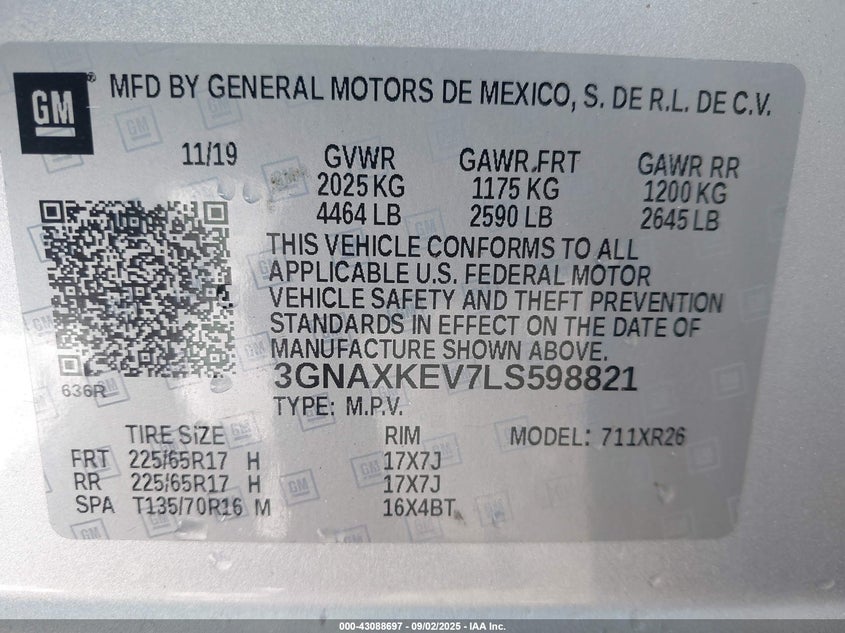 GM
MFD BY GENERAL MOTORS DE MEXICO, S. DE R.L. DE C.V.
11/19 GVWR GAWR FRT GAWR RR
2025 KG 1175 KG 1200 KG
4464 LB 2590 LB 2645 LB
THIS VEHICLE CONFORMS TO ALL
APPLICABLE U.S. FEDERAL MOTOR
VEHICLE SAFETY AND THEFT PREVENTION
STANDARDS IN EFFECT ON THE DATE OF
MANUFACTURE SHOWN ABOVE.
636R
3GNAXKEV7LS598821
TYPE: M.P.V.
TIRE SIZE RIM MODEL: 711XR26
FRT 225/65R17 H 17X7J
RR 225/65R17 H 17X7J
SPA T135/70R16 M 16X4BT
000-43088697 - 09/02/2025 - IAA Inc.